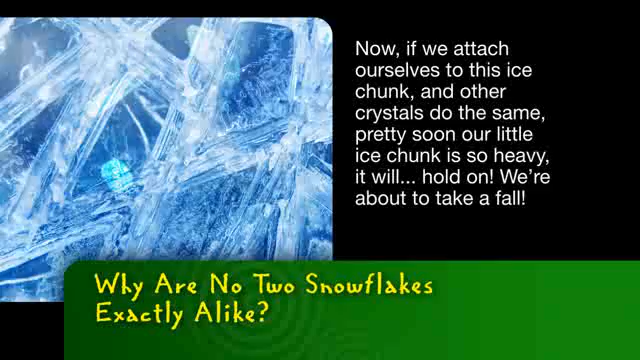 Now, if we attach
ourselves to this ice
chunk, and other
crystals do the same,
pretty soon our little
ice chunk is so heavy,
it will... hold on! We’re
about to take a fall!
Why Are No Two Snowflakes
Exactly Alike?